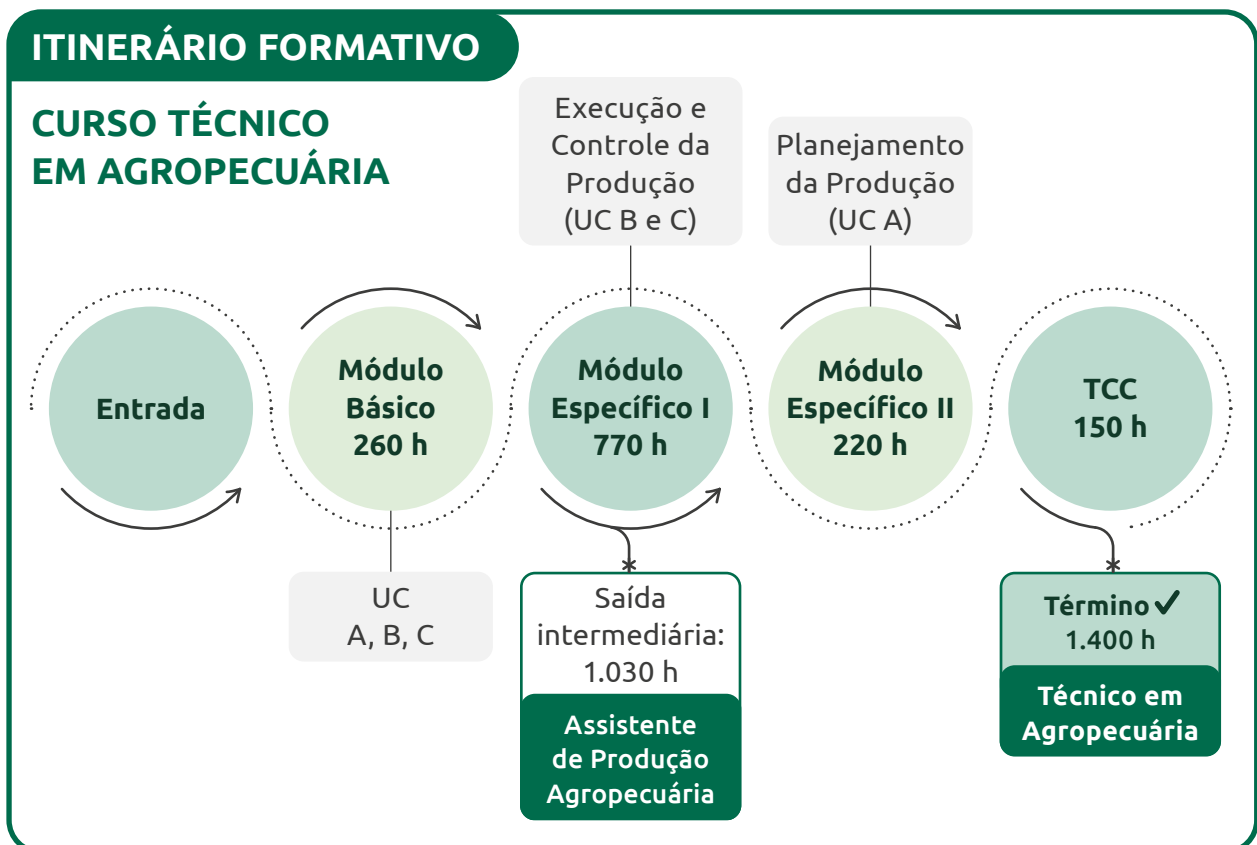 ITINERÁRIO FORMATIVO
CURSO TÉCNICO
EM AGROPECUÁRIA
Execução e
Controle da
Produção
(UC B e C)
Planejamento
da Produção
(UC A)
Entrada
Módulo
Básico
260 h
Módulo
Específico I
770 h
Módulo
Específico II
220 h
TCC
150 h
UC
A, B, C
Saída
intermediária:
1.030 h
Assistente
de Produção
Agropecuária
Término ✓
1.400 h
Técnico em
Agropecuária